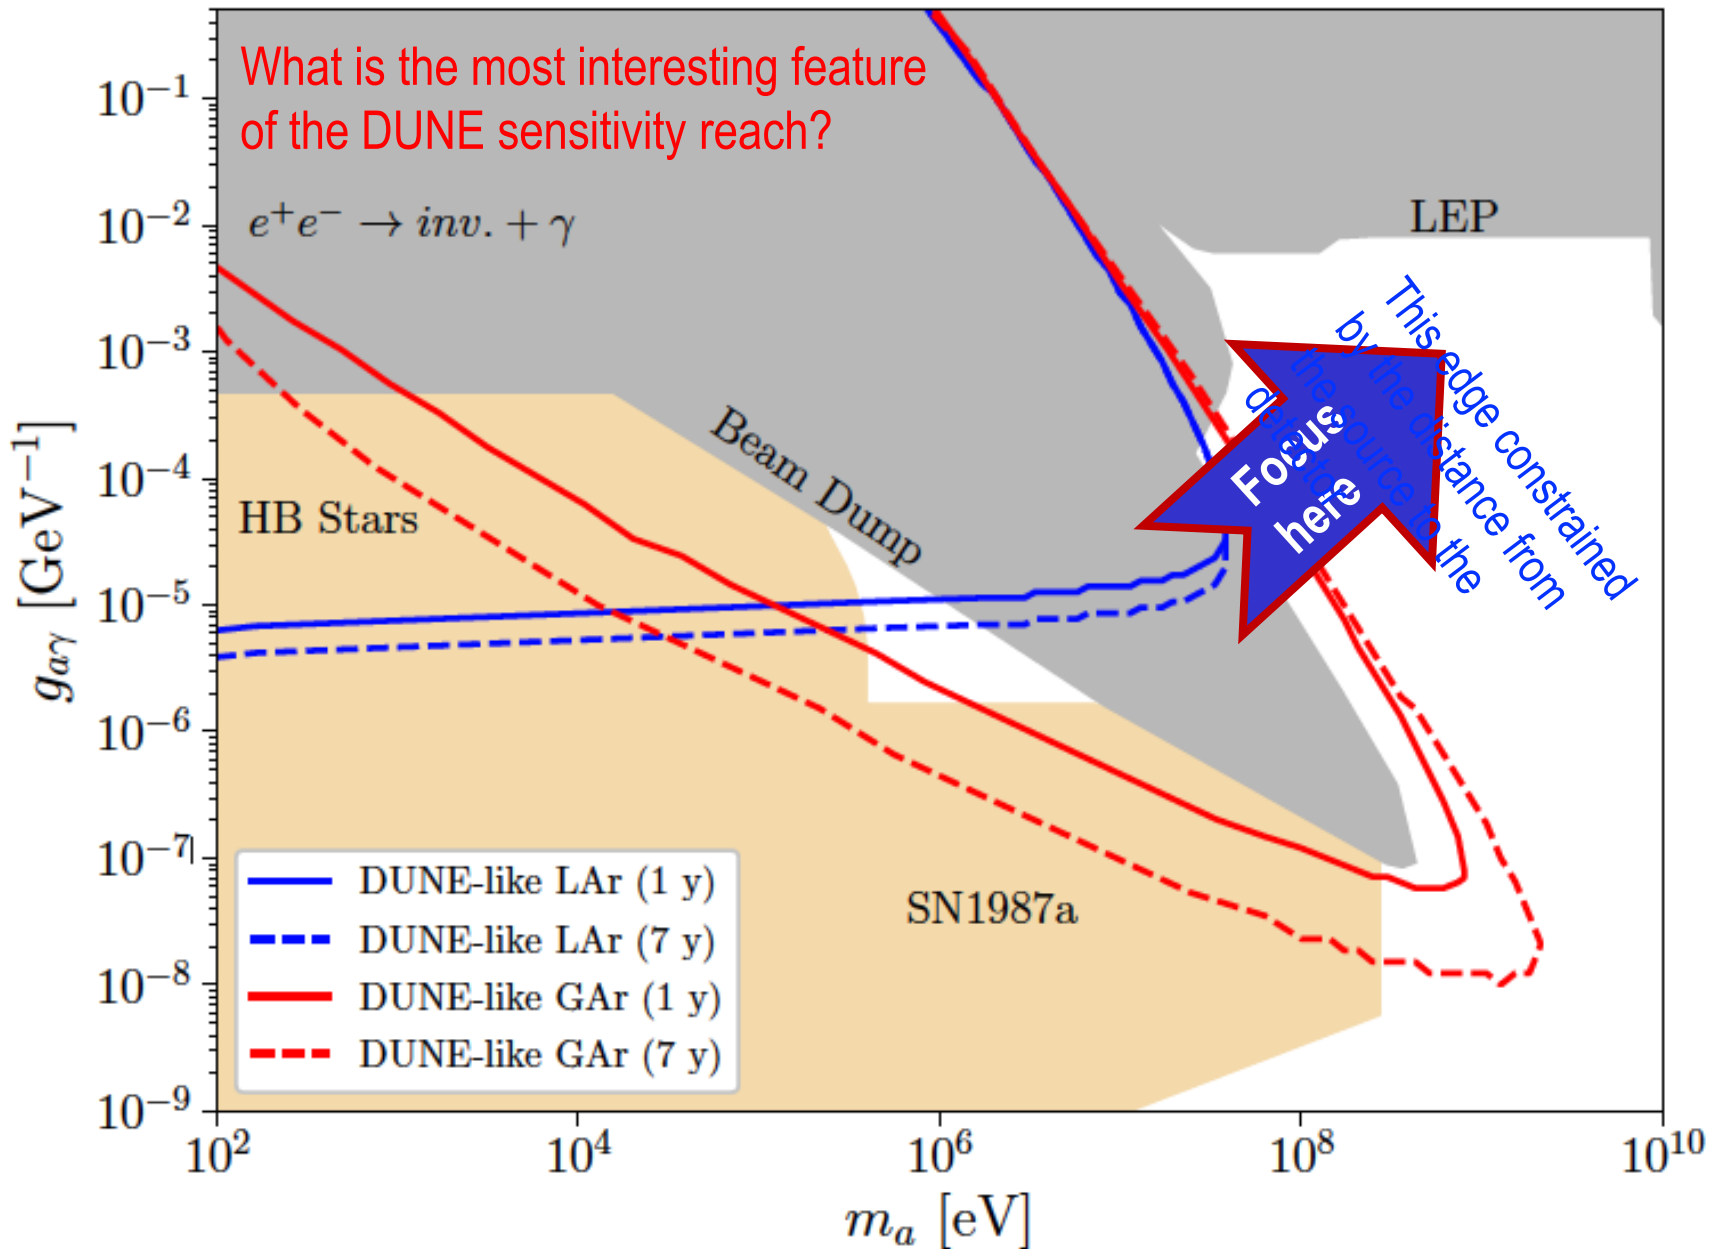 What is the most interesting feature
of the DUNE sensitivity reach?
e⁺e⁻ → inv. + γ
LEP
This edge constrained
by the distance from
the source to the
detector
Focus
here
Beam Dump
HB Stars
SN1987a
DUNE-like LAr (1 y)
DUNE-like LAr (7 y)
DUNE-like GAr (1 y)
DUNE-like GAr (7 y)
10⁻¹
10⁻²
10⁻³
10⁻⁴
10⁻⁵
10⁻⁶
10⁻⁷
10⁻⁸
10⁻⁹
g_{aγ} [GeV⁻¹]
10² 10⁴ 10⁶ 10⁸ 10¹⁰
mₐ [eV]